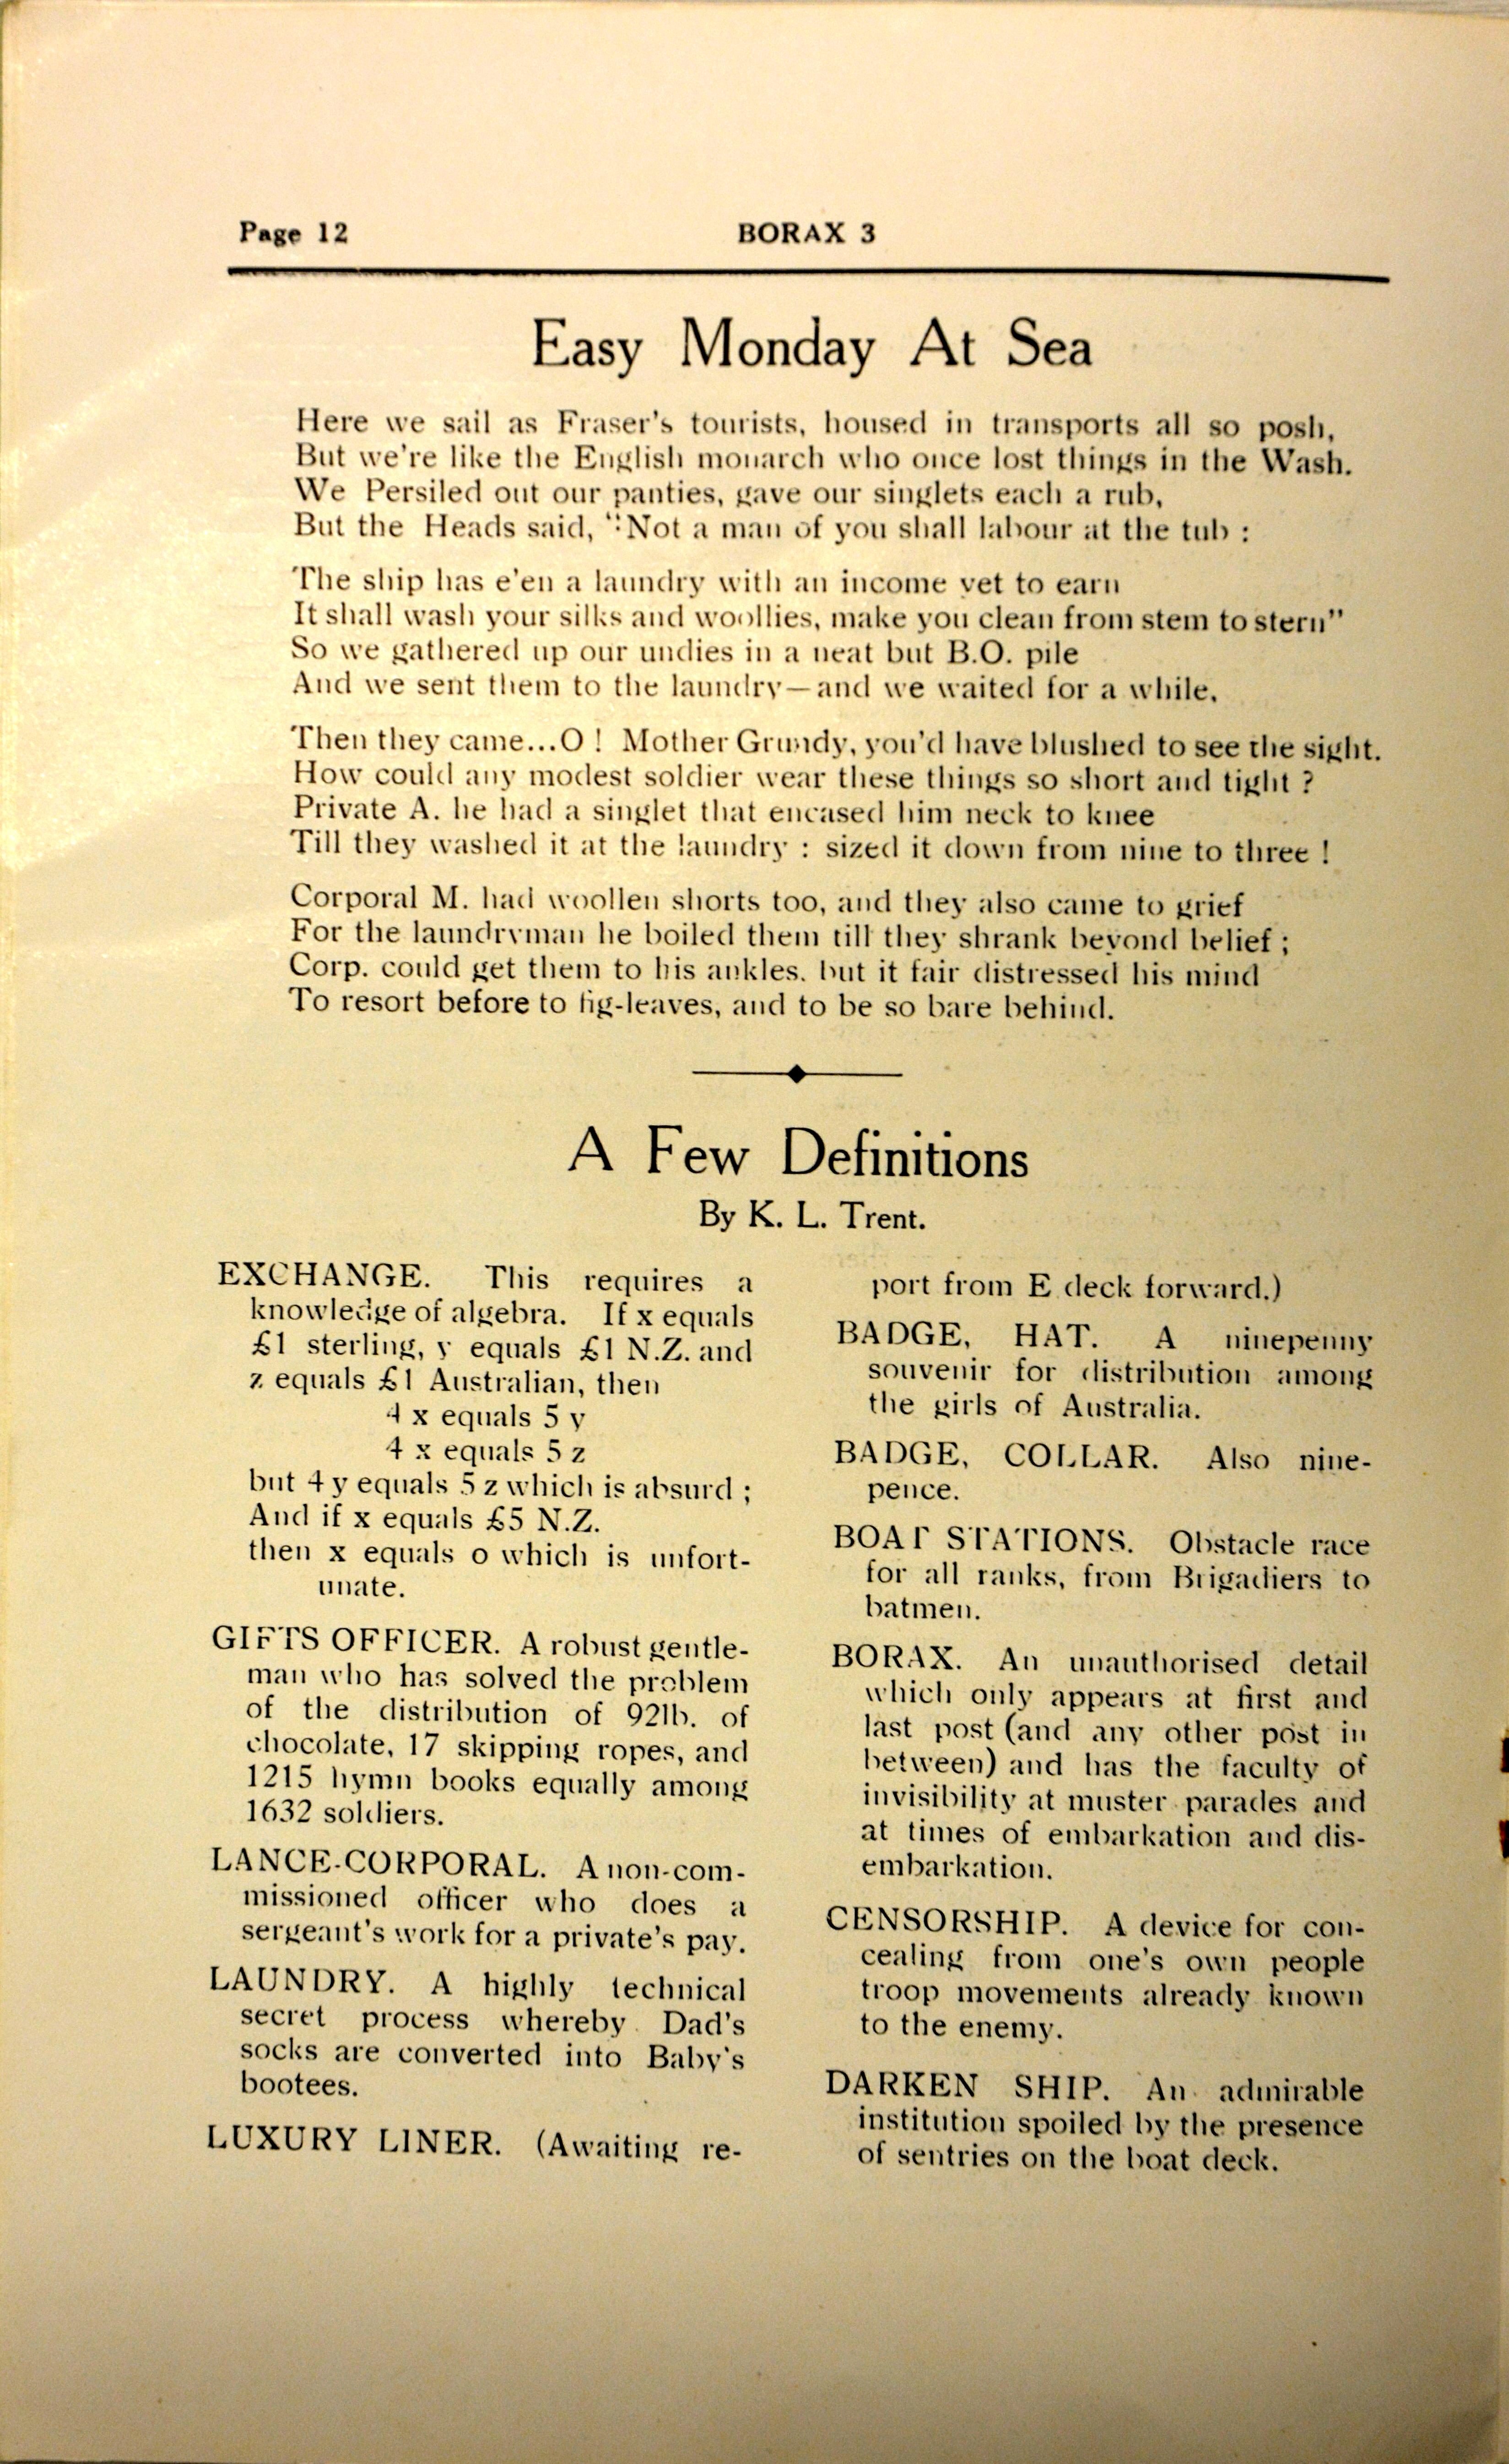 Page 12
BORAX 3
Easy Monday At Sea
Here we sail as Fraser's tourists, housed in transports all so posh,
But we're like the English monarch who once lost things in the Wash.
We Persiled out our panties, gave our singlets each a rub,
But the Heads said, "Not a man of you shall labour at the tub :
The ship has e'en a laundry with an income yet to earn
It shall wash your silks and woollies, make you clean from stem to stern"
So we gathered up our undies in a neat but B.O. pile
And we sent them to the laundry—and we waited for a while.
Then they came...O ! Mother Grundy, you'd have blushed to see the sight.
How could any modest soldier wear these things so short and tight ?
Private A. he had a singlet that encased him neck to knee
Till they washed it at the laundry : sized it down from nine to three !
Corporal M. had woollen shorts too, and they also came to grief
For the laundryman he boiled them till they shrank beyond belief ;
Corp. could get them to his ankles. but it fair distressed his mind
To resort before to fig-leaves, and to be so bare behind.
A Few Definitions
By K. L. Trent.
EXCHANGE. This requires a
knowledge of algebra. If x equals
£1 sterling, y equals £1 N.Z. and
z equals £1 Australian, then
4 x equals 5 y
4 x equals 5 z
but 4 y equals 5 z which is absurd ;
And if x equals £5 N.Z.
then x equals o which is unfort-
unate.
GIFTS OFFICER. A robust gentle-
man who has solved the problem
of the distribution of 92lb. of
chocolate, 17 skipping ropes, and
1215 hymn books equally among
1632 soldiers.
LANCE-CORPORAL. A non-com-
missioned officer who does a
sergeant's work for a private's pay.
LAUNDRY. A highly technical
secret process whereby Dad's
socks are converted into Baby's
bootees.
LUXURY LINER. (Awaiting re-
port from E deck forward.)
BADGE, HAT. A ninepenny
souvenir for distribution among
the girls of Australia.
BADGE, COLLAR. Also nine-
pence.
BOAT STATIONS. Obstacle race
for all ranks, from Brigadiers to
batmen.
BORAX. An unauthorised detail
which only appears at first and
last post (and any other post in
between) and has the faculty of
invisibility at muster parades and
at times of embarkation and dis-
embarkation.
CENSORSHIP. A device for con-
cealing from one's own people
troop movements already known
to the enemy.
DARKEN SHIP. An admirable
institution spoiled by the presence
of sentries on the boat deck.